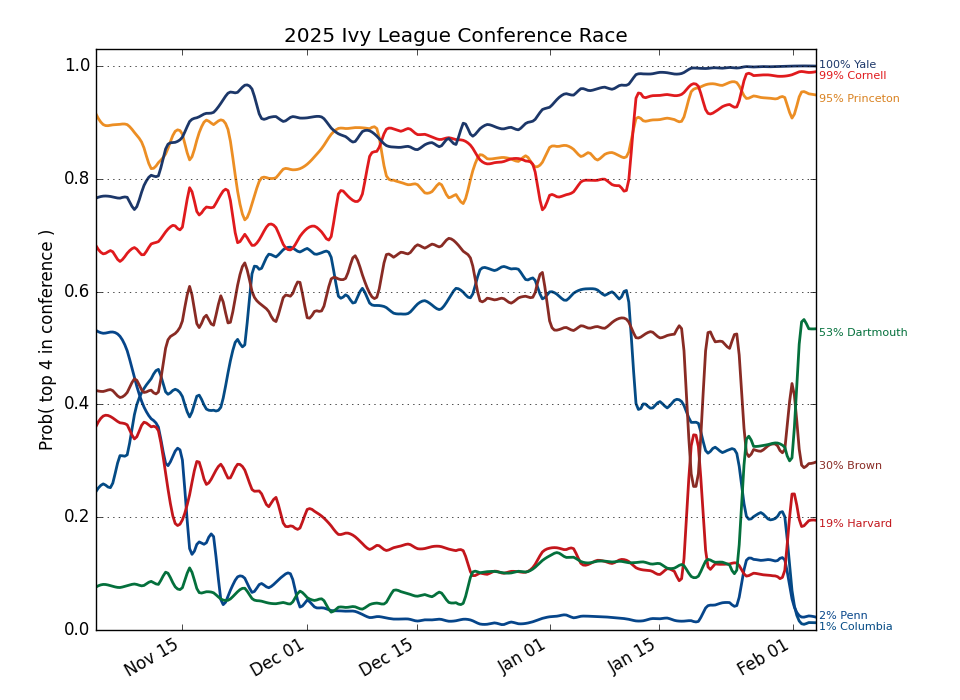 2025 Ivy League Conference Race
Prob( top 4 in conference )
1.0
0.8
0.6
0.4
0.2
0.0
Nov 15
Dec 01
Dec 15
Jan 01
Jan 15
Feb 01
100% Yale
99% Cornell
95% Princeton
53% Dartmouth
30% Brown
19% Harvard
2% Penn
1% Columbia